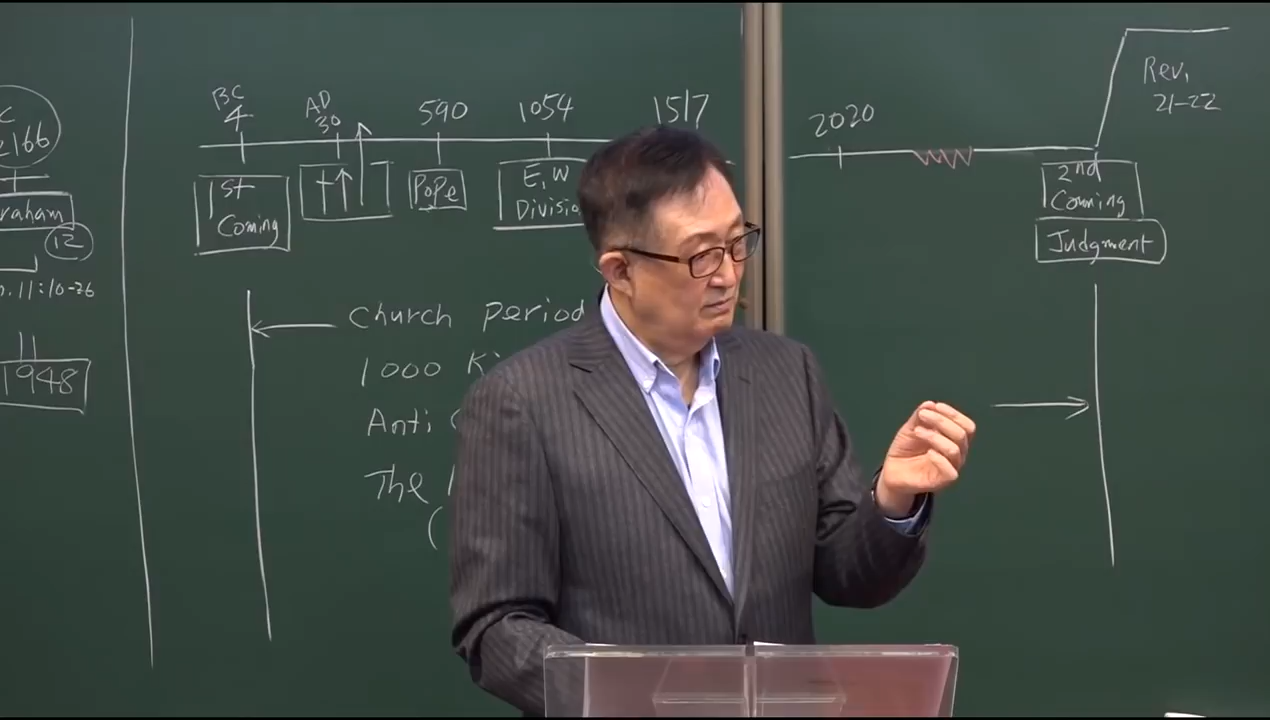 2166
raham
12
11:10-26
1948
BC
4
AD
30
590
1054
1517
1st
Coming
PoPe
E, W
Divisio
church period
1000 Ki
Anti
The
(
2020
Rev.
21-22
2nd
Coming
Judgment